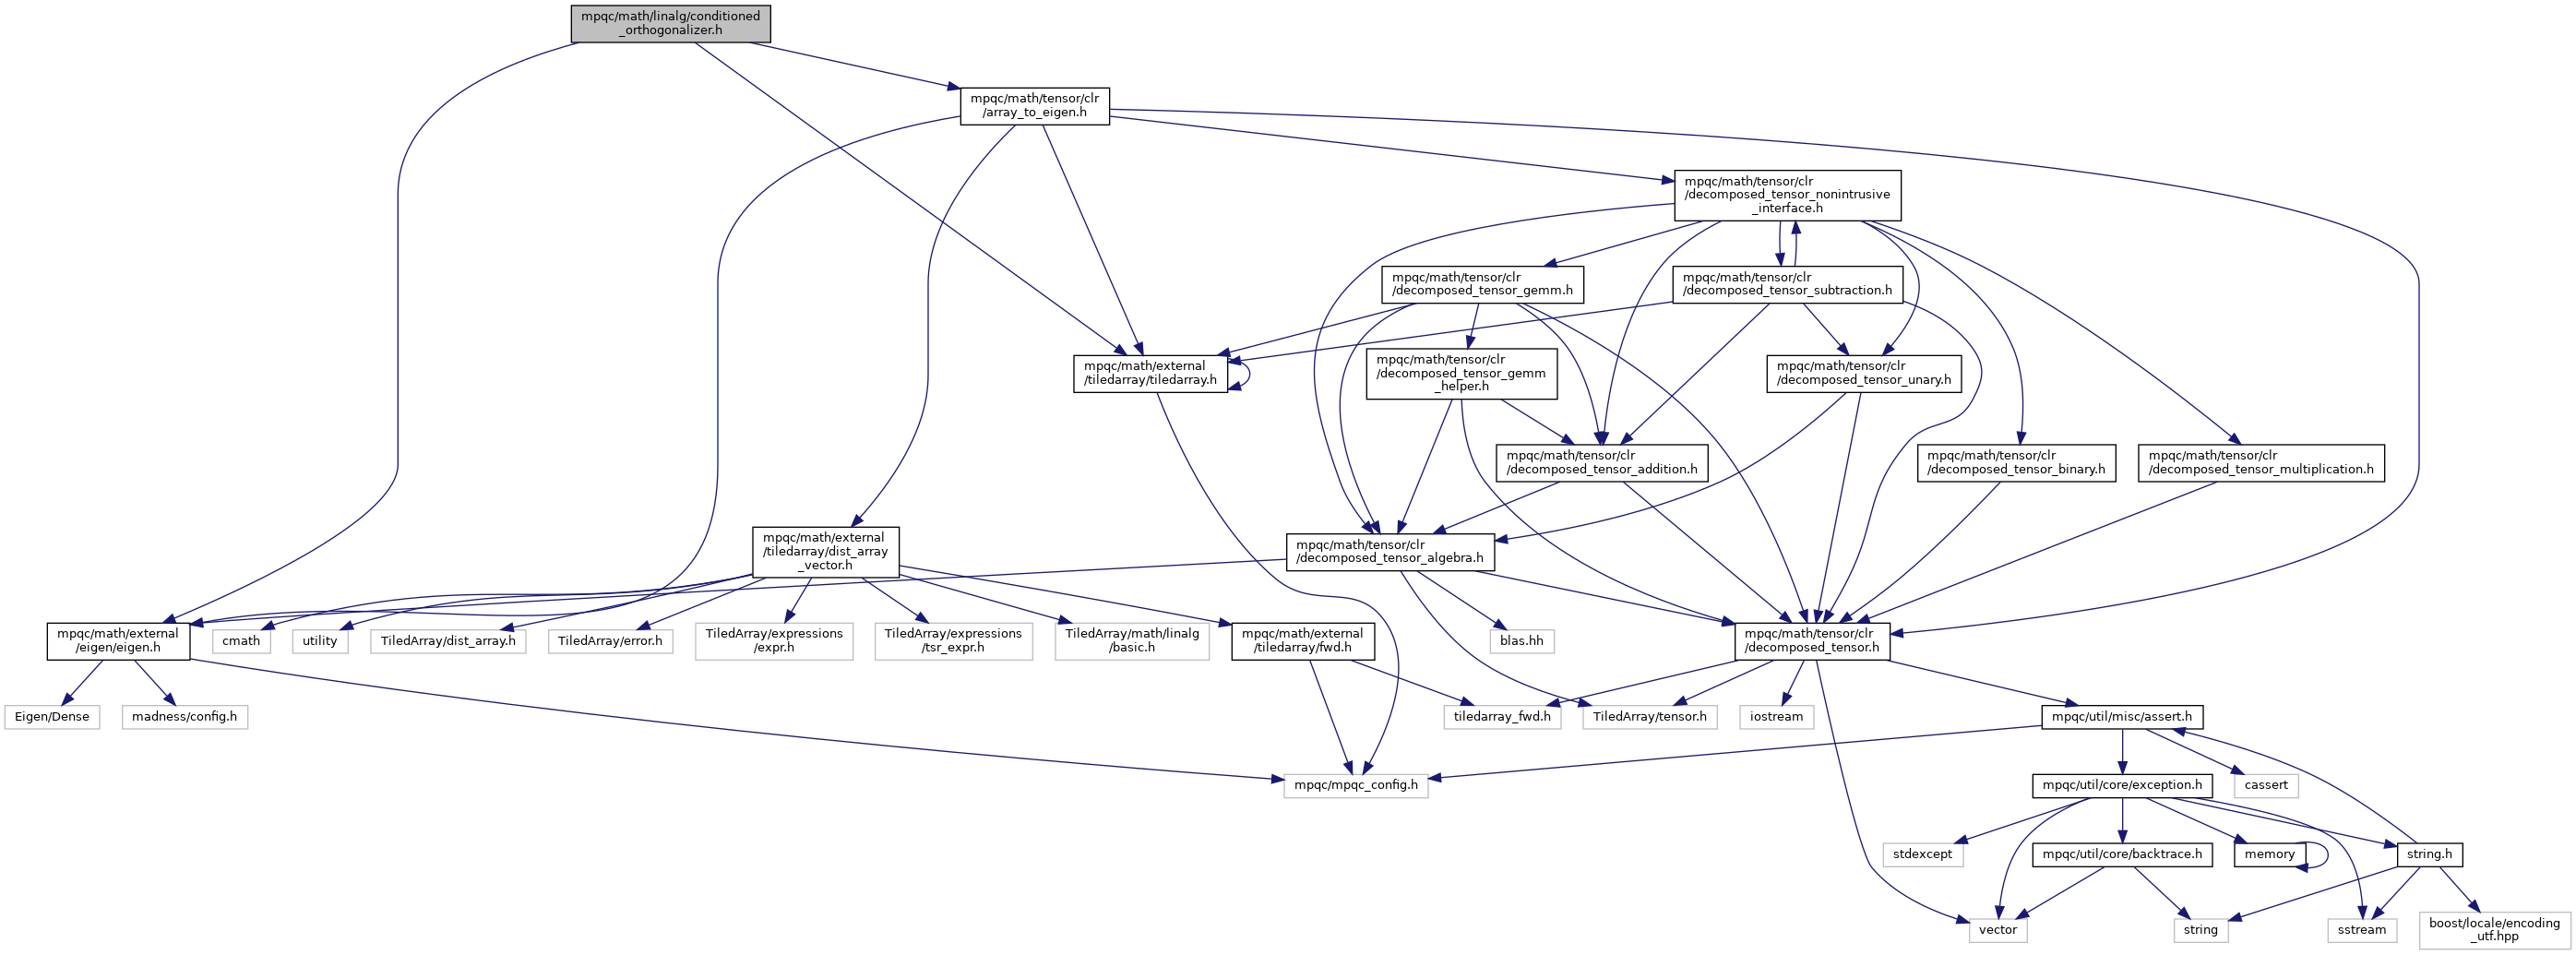 mpqc/math/linalg/conditioned
_orthogonalizer.h
mpqc/math/tensor/clr
/array_to_eigen.h
mpqc/math/tensor/clr
/decomposed_tensor_nonintrusive
_interface.h
mpqc/math/tensor/clr
/decomposed_tensor_gemm.h
mpqc/math/tensor/clr
/decomposed_tensor_subtraction.h
mpqc/math/external
/tiledarray/tiledarray.h
mpqc/math/tensor/clr
/decomposed_tensor_gemm
_helper.h
mpqc/math/tensor/clr
/decomposed_tensor_unary.h
mpqc/math/tensor/clr
/decomposed_tensor_addition.h
mpqc/math/tensor/clr
/decomposed_tensor_binary.h
mpqc/math/tensor/clr
/decomposed_tensor_multiplication.h
mpqc/math/external
/tiledarray/dist_array
_vector.h
mpqc/math/tensor/clr
/decomposed_tensor_algebra.h
mpqc/math/external
/eigen/eigen.h
cmath
utility
TiledArray/dist_array.h
TiledArray/error.h
TiledArray/expressions
/expr.h
TiledArray/expressions
/tsr_expr.h
TiledArray/math/linalg
/basic.h
mpqc/math/external
/tiledarray/fwd.h
blas.hh
mpqc/math/tensor/clr
/decomposed_tensor.h
Eigen/Dense
madness/config.h
tiledarray_fwd.h
TiledArray/tensor.h
iostream
mpqc/util/misc/assert.h
mpqc/mpqc_config.h
mpqc/util/core/exception.h
cassert
stdexcept
mpqc/util/core/backtrace.h
memory
string.h
vector
string
sstream
boost/locale/encoding
_utf.hpp